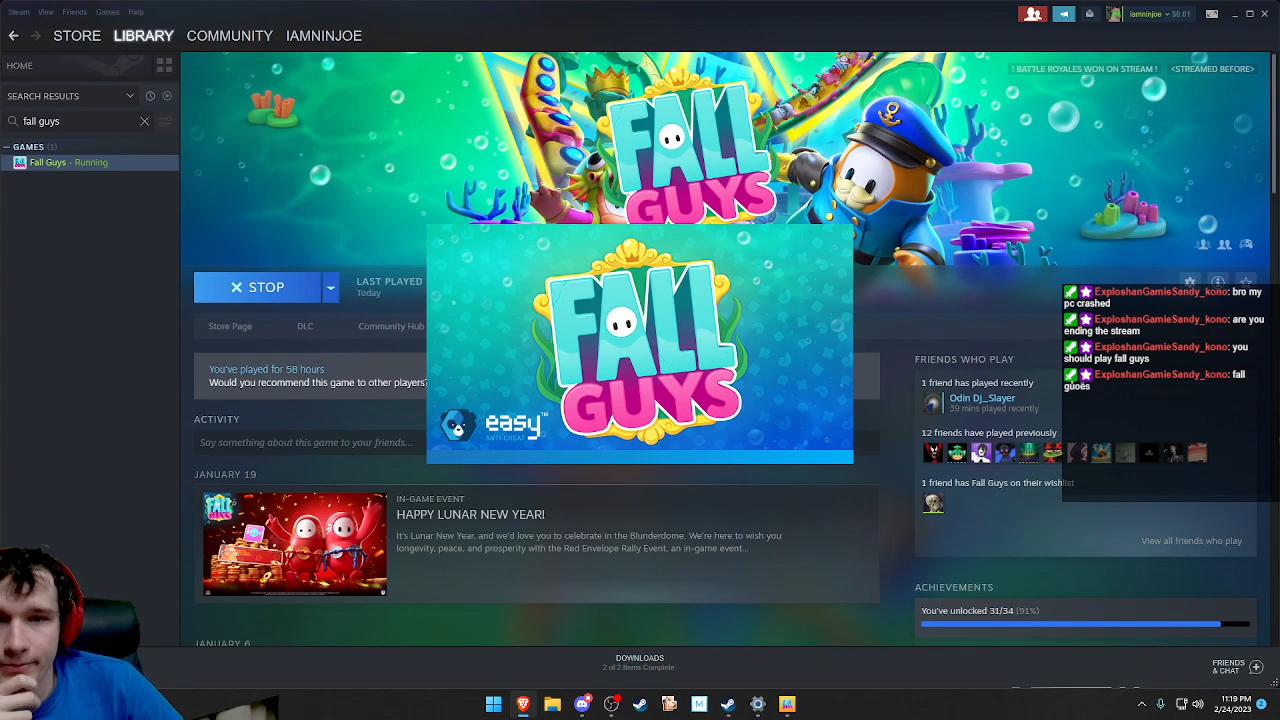 Steam View Friends Games Help
iamninjoe $0.01
STORE LIBRARY COMMUNITY IAMNINJOE
HOME
SEARCH RESULTS
fall guys
GAMES (1)
Fall Guys - Running
! BATTLE ROYALES WON ON STREAM ! <STREAMED BEFORE>
FALL
GUYS
STOP
LAST PLAYED
Today
Store Page DLC Community Hub
You've played for 58 hours
Would you recommend this game to other players?
ACTIVITY
Say something about this game to your friends...
JANUARY 19
FALL
GUYS
IN-GAME EVENT
HAPPY LUNAR NEW YEAR!
It's Lunar New Year, and we'd love you to celebrate in the Blunderdome. We're here to wish you
longevity, peace, and prosperity with the Red Envelope Rally Event, an in-game event...
JANUARY 6
FALL
GUYS
easy™
ANTI-CHEAT
ExploshanGamieSandy_kono: bro my
pc crashed
ExploshanGamieSandy_kono: are you
ending the stream
ExploshanGamieSandy_kono: you
should play fall guys
ExploshanGamieSandy_kono: fall
guoës
FRIENDS WHO PLAY
1 friend has played recently
Odin Dj_Slayer
39 mins played recently
12 friends have played previously
1 friend has Fall Guys on their wishlist
View all friends who play
ACHIEVEMENTS
You've unlocked 31/34 (91%)
DOWNLOADS
2 of 2 Items Complete
FRIENDS
& CHAT
11:19 PM
2/24/2023
2